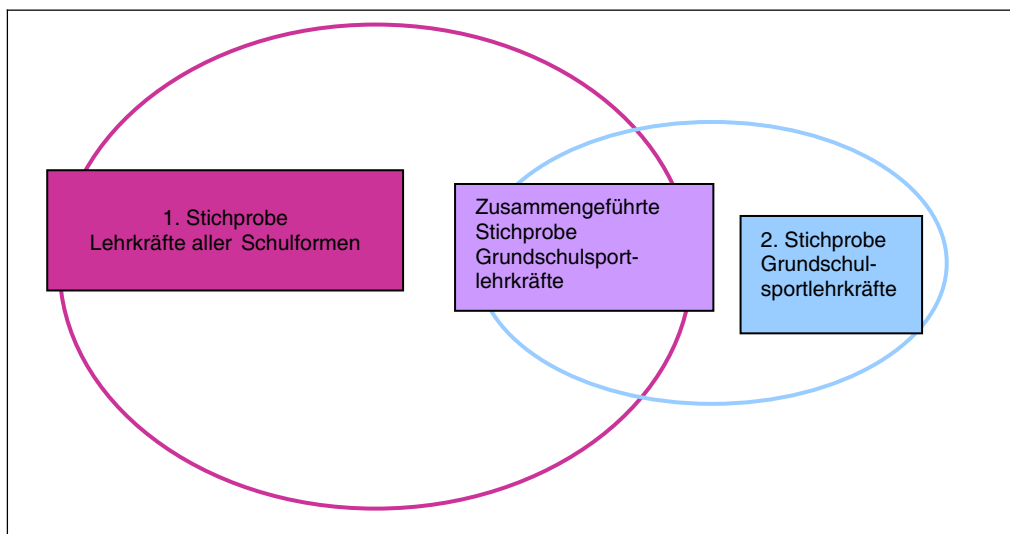 1. Stichprobe
Lehrkräfte aller Schulformen
Zusammengeführte
Stichprobe
Grundschulsport-
lehrkräfte
2. Stichprobe
Grundschul-
sportlehrkräfte